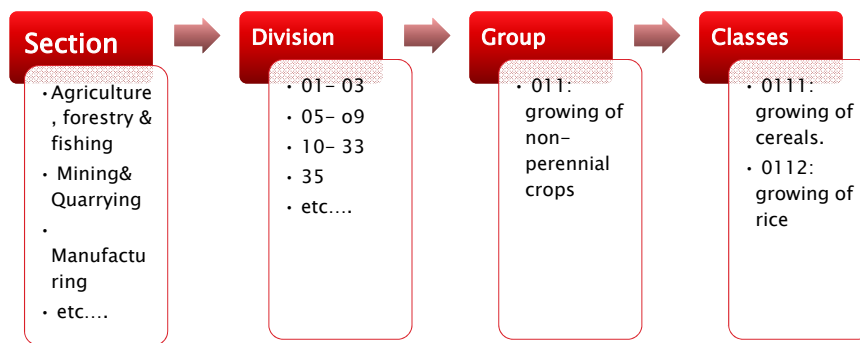 Section
•Agriculture
, forestry &
fishing
• Mining&
Quarrying
•
Manufactu
ring
• etc….
Division
• 01- 03
• 05- o9
• 10- 33
• 35
• etc….
Group
• 011:
growing of
non-
perennial
crops
Classes
• 0111:
growing of
cereals.
• 0112:
growing of
rice